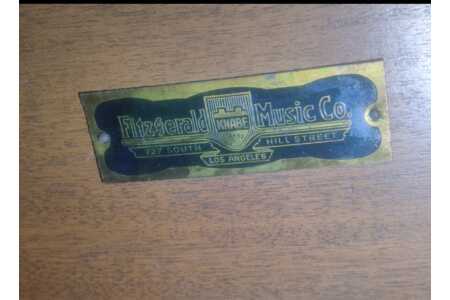 Fitzgerald KNABE Music Co.
727 SOUTH HILL STREET
LOS ANGELES